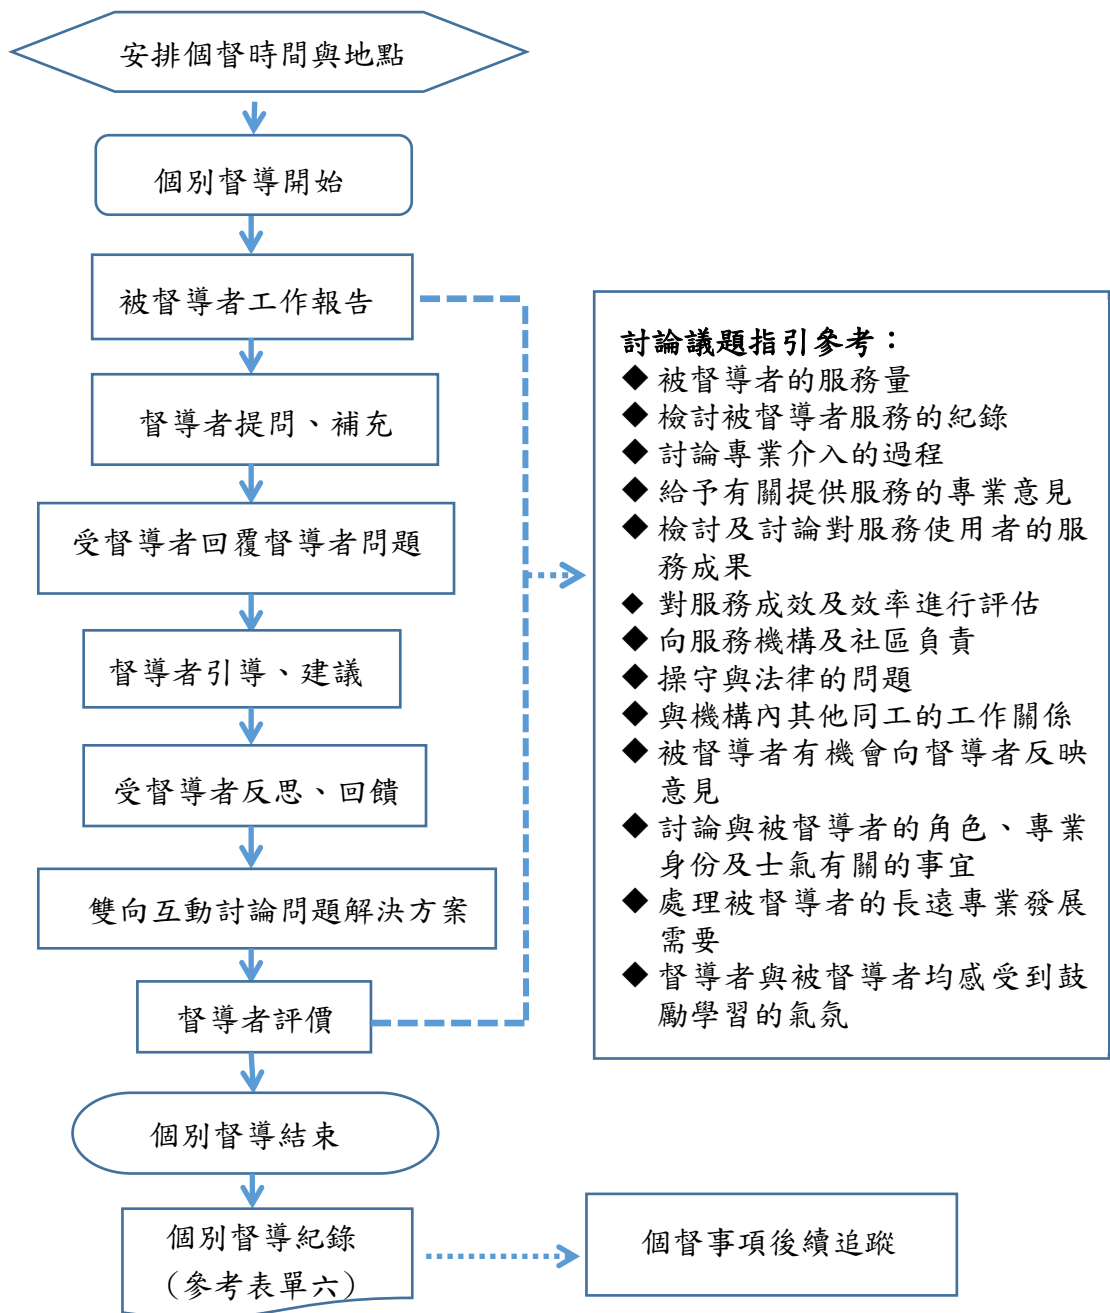 安排個督時間與地點
個別督導開始
被督導者工作報告
督導者提問、補充
受督導者回覆督導者問題
督導者引導、建議
受督導者反思、回饋
雙向互動討論問題解決方案
督導者評價
個別督導結束
個別督導紀錄
（參考表單六）
個督事項後續追蹤
討論議題指引參考：
◆ 被督導者的服務量
◆ 檢討被督導者服務的紀錄
◆ 討論專業介入的過程
◆ 給予有關提供服務的專業意見
◆ 檢討及討論對服務使用者的服
務成果
◆ 對服務成效及效率進行評估
◆ 向服務機構及社區負責
◆ 操守與法律的問題
◆ 與機構內其他同工的工作關係
◆ 被督導者有機會向督導者反映
意見
◆ 討論與被督導者的角色、專業
身份及士氣有關的事宜
◆ 處理被督導者的長遠專業發展
需要
◆ 督導者與被督導者均感受到鼓
勵學習的氣氛